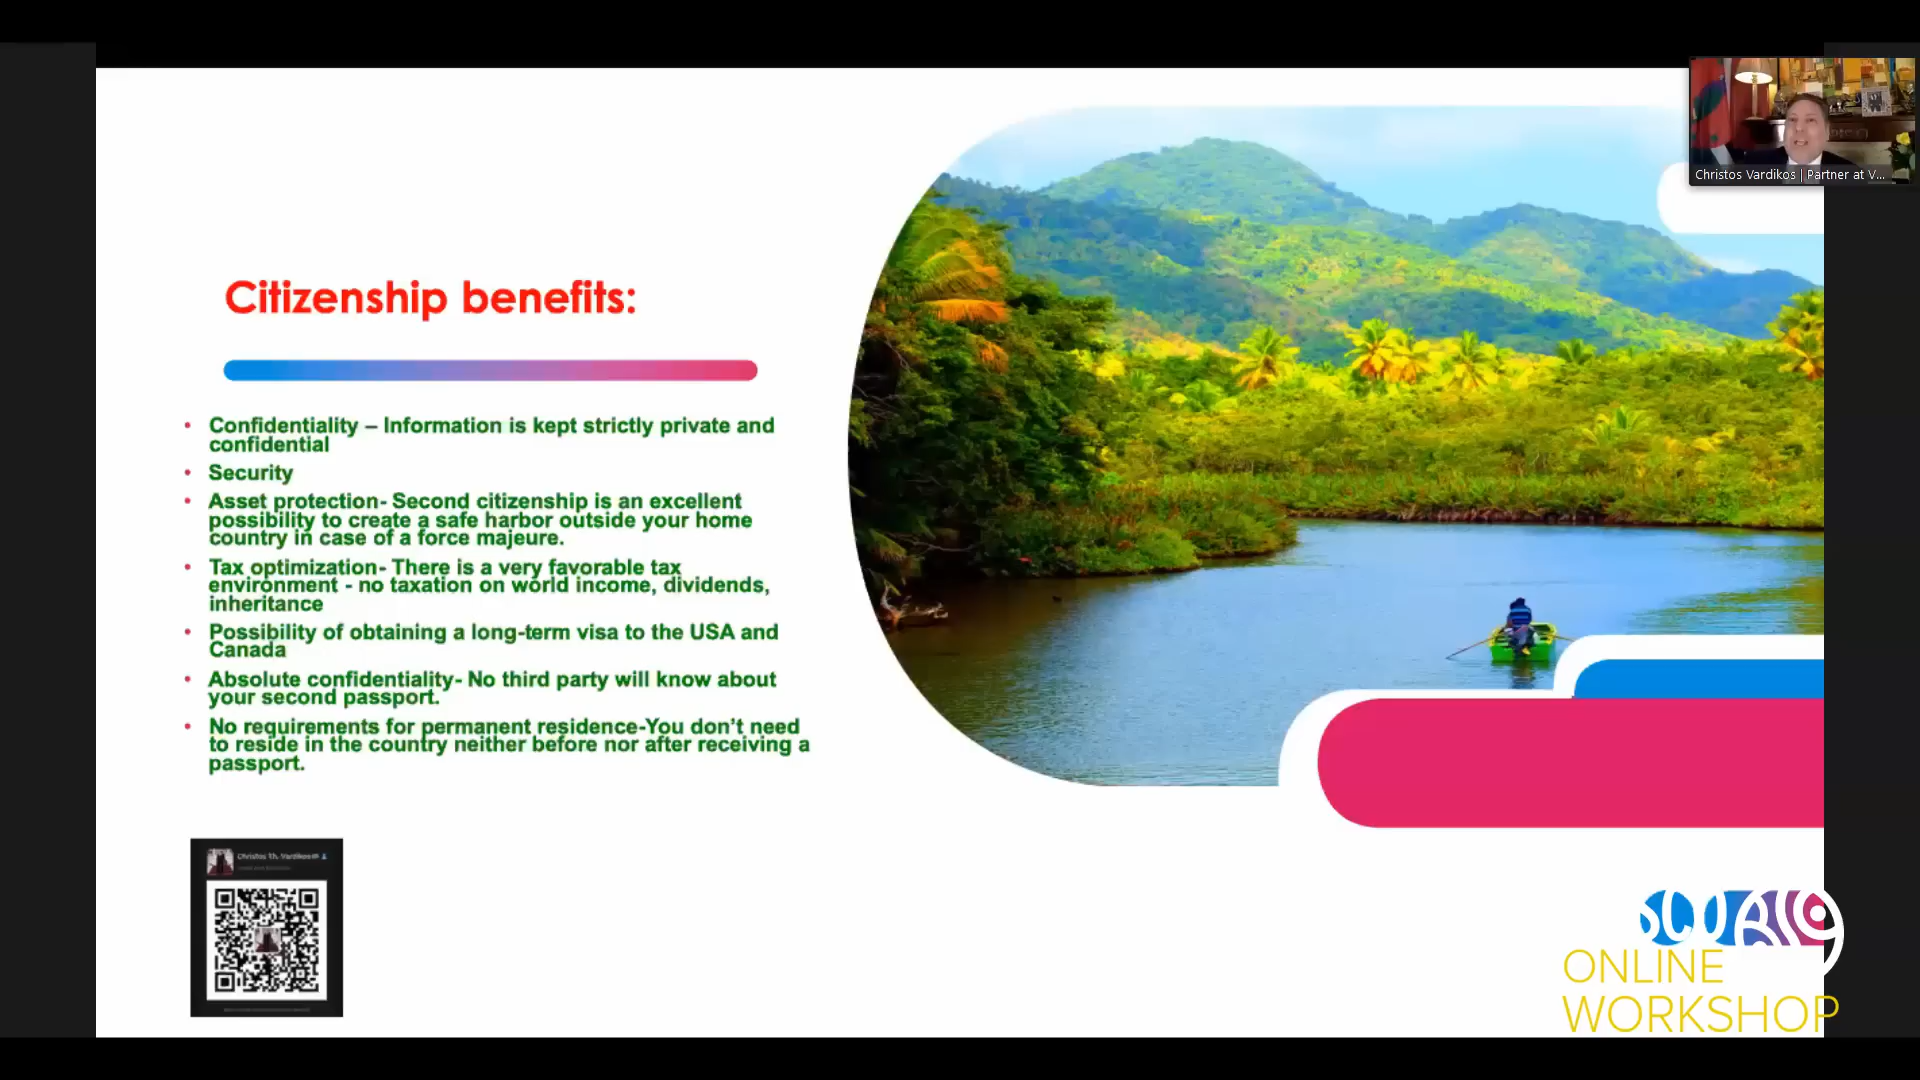 Christos Vardikos | Partner at V...
Citizenship benefits:
• Confidentiality – Information is kept strictly private and
confidential
• Security
• Asset protection- Second citizenship is an excellent
possibility to create a safe harbor outside your home
country in case of a force majeure.
• Tax optimization- There is a very favorable tax
environment - no taxation on world income, dividends,
inheritance
• Possibility of obtaining a long-term visa to the USA and
Canada
• Absolute confidentiality- No third party will know about
your second passport.
• No requirements for permanent residence-You don’t need
to reside in the country neither before nor after receiving a
passport.
Christos Th. Vardikos
ONLINE
WORKSHOP